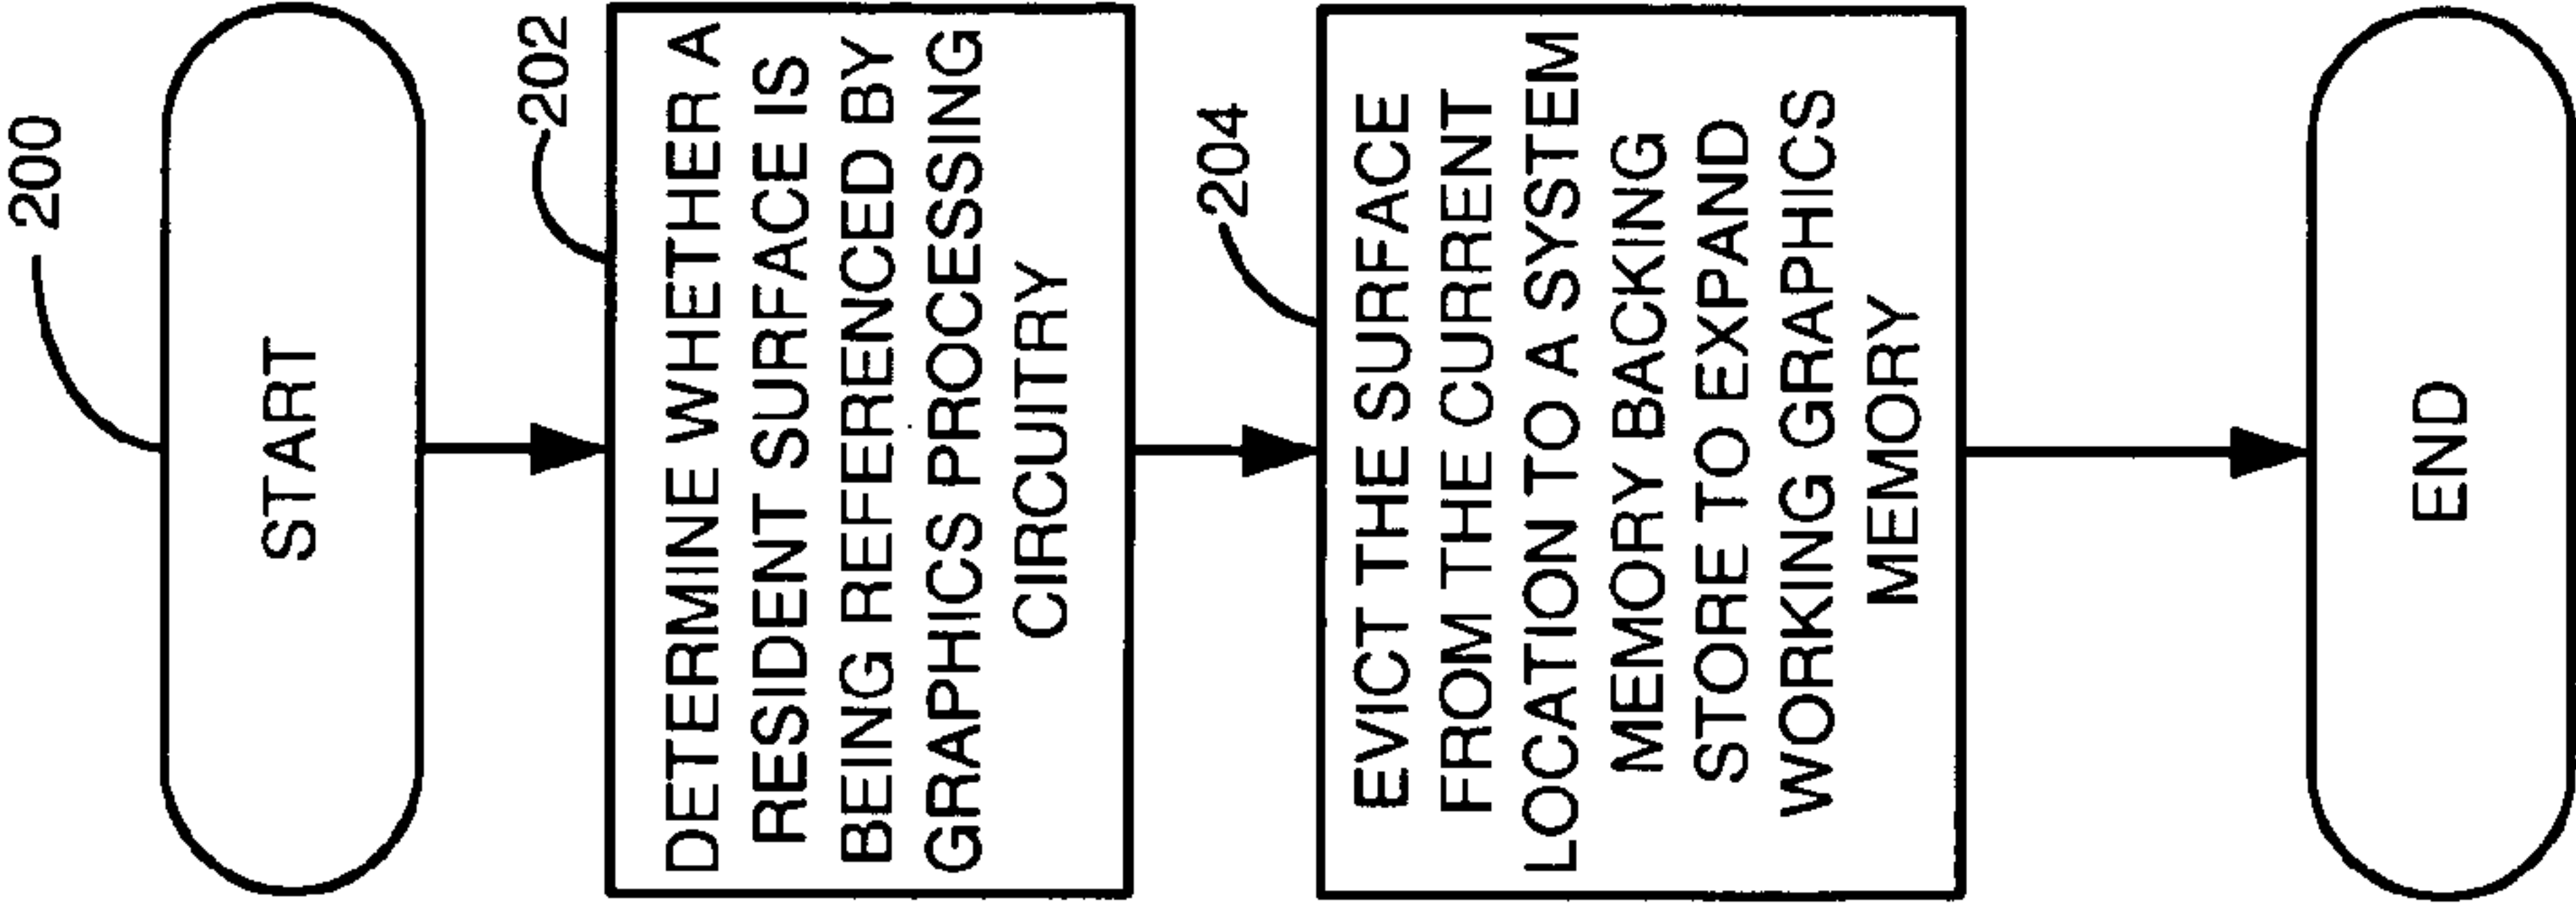 200
START
202
DETERMINE WHETHER A
RESIDENT SURFACE IS
BEING REFERENCED BY
GRAPHICS PROCESSING
CIRCUITRY
204
EVICT THE SURFACE
FROM THE CURRENT
LOCATION TO A SYSTEM
MEMORY BACKING
STORE TO EXPAND
WORKING GRAPHICS
MEMORY
END